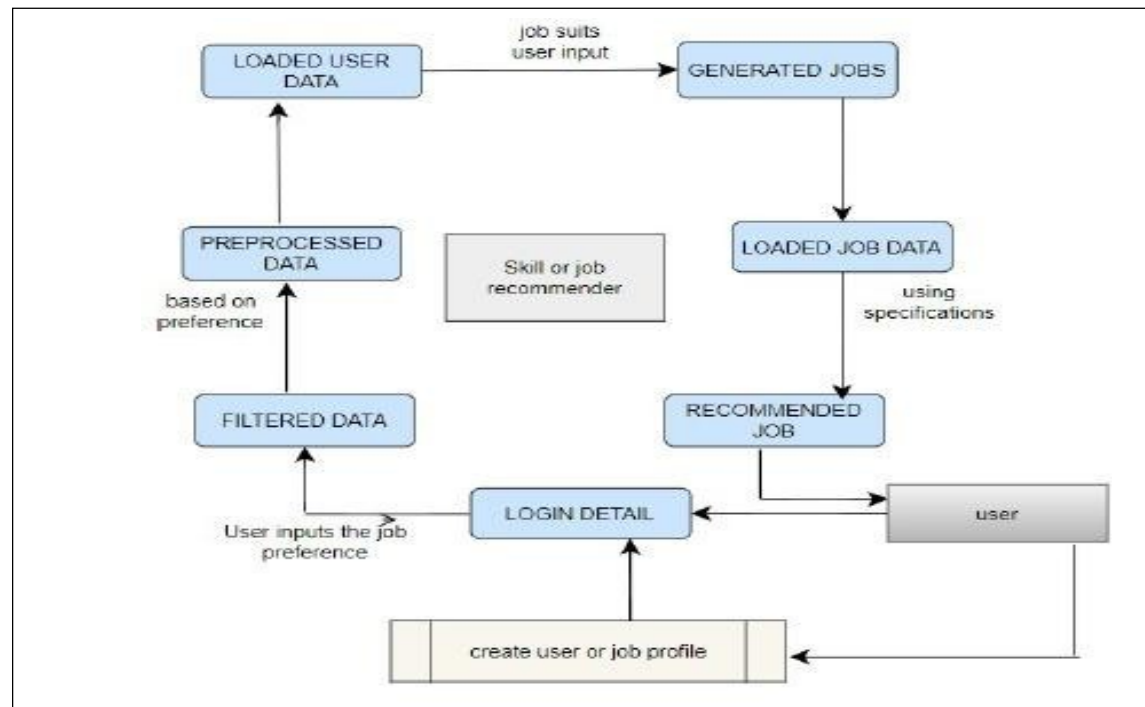 job suits
user input
LOADED USER
DATA
GENERATED JOBS
PREPROCESSED
DATA
Skill or job
recommender
LOADED JOB DATA
based on
preference
using
specifications
FILTERED DATA
RECOMMENDED
JOB
LOGIN DETAIL
user
User inputs the job
preference
create user or job profile